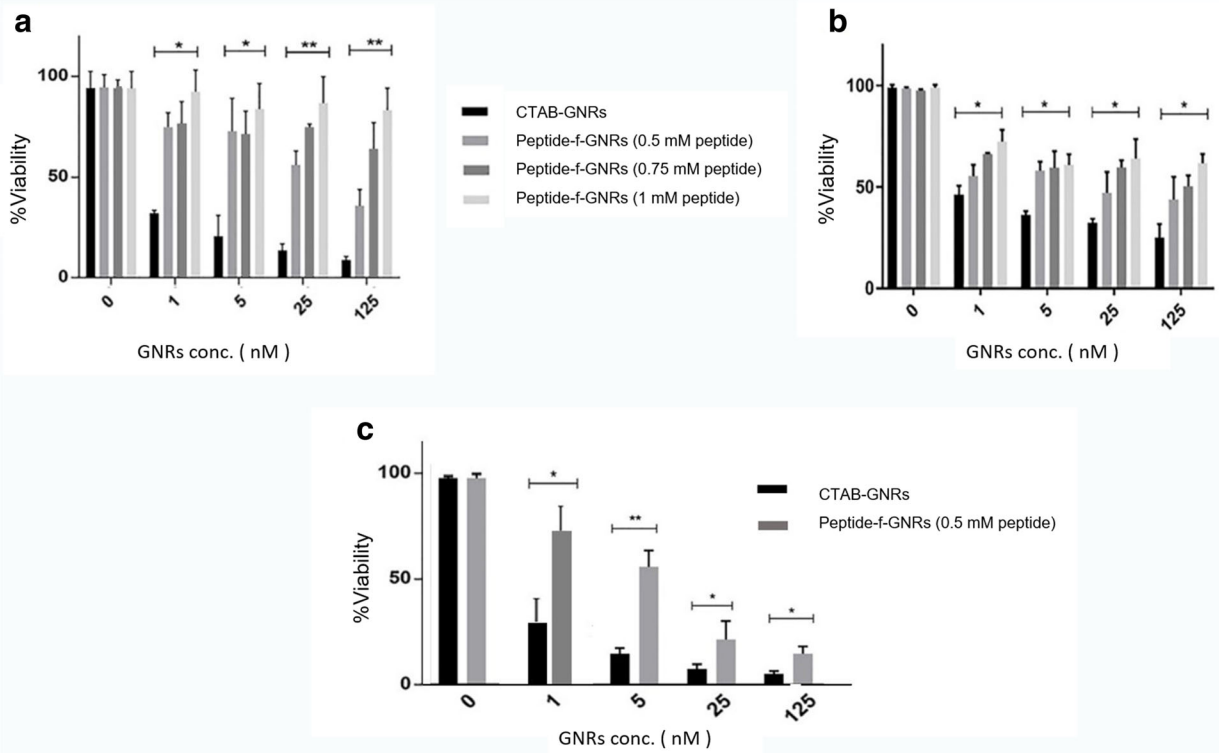 a
%Viability
100
50
0
* * ** **
0 1 5 25 125
GNRs conc. ( nM )
CTAB-GNRs
Peptide-f-GNRs (0.5 mM peptide)
Peptide-f-GNRs (0.75 mM peptide)
Peptide-f-GNRs (1 mM peptide)
b
%Viability
100
50
0
* * * *
0 1 5 25 125
GNRs conc. ( nM )
c
%Viability
100
50
0
* ** * *
0 1 5 25 125
GNRs conc. ( nM )
CTAB-GNRs
Peptide-f-GNRs (0.5 mM peptide)